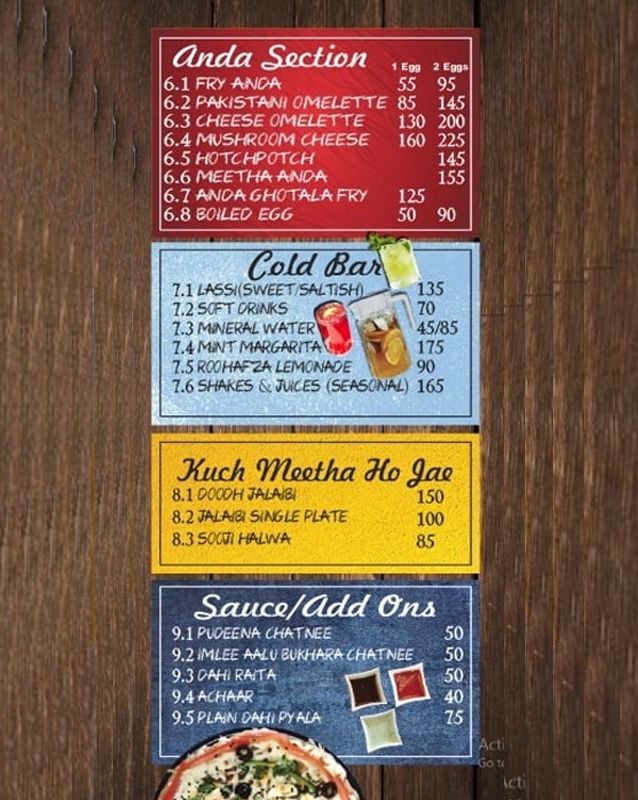 Anda Section 1 Egg 2 Eggs
6.1 FRY ANDA 55 95
6.2 PAKISTANI OMELETTE 85 145
6.3 CHEESE OMELETTE 130 200
6.4 MUSHROOM CHEESE 160 225
6.5 HOTCHPOTCH 145
6.6 MEETHA ANDA 155
6.7 ANDA GHOTALA FRY 125
6.8 BOILED EGG 50 90
Cold Bar
7.1 LASSI(SWEET/SALTISH) 135
7.2 SOFT DRINKS 70
7.3 MINERAL WATER 45/85
7.4 MINT MARGARITA 175
7.5 ROOHAFZA LEMONADE 90
7.6 SHAKES & JUICES (SEASONAL) 165
Kuch Meetha Ho Jae
8.1 DOODH JALAIBI 150
8.2 JALAIBI SINGLE PLATE 100
8.3 SOOJI HALWA 85
Sauce/Add Ons
9.1 PUDEENA CHATNEE 50
9.2 IMLEE AALU BUKHARA CHATNEE 50
9.3 DAHI RAITA 50
9.4 ACHAAR 40
9.5 PLAIN DAHI PYALA 75
Acti
Go to
Acti